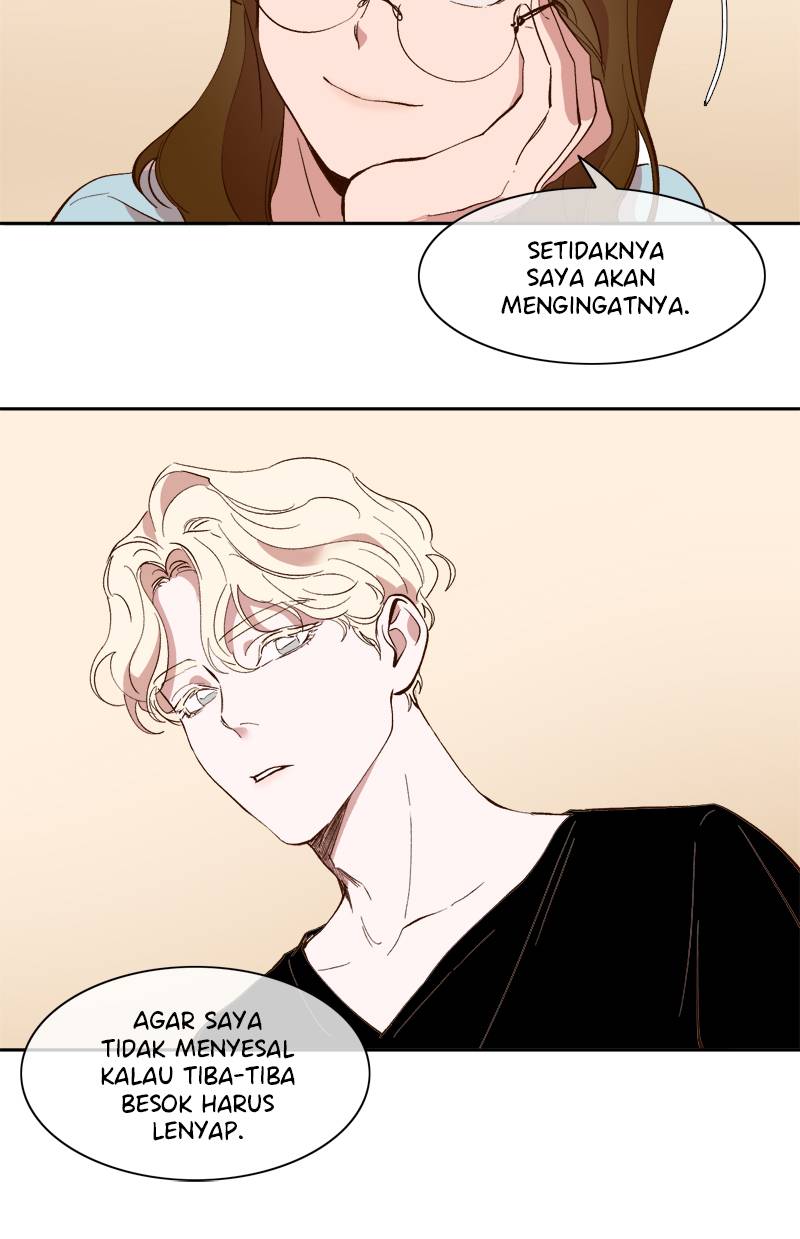 SETIDAKNYA
SAYA AKAN
MENGINGATNYA.
AGAR SAYA
TIDAK MENYESAL
KALAU TIBA-TIBA
BESOK HARUS
LENYAP.